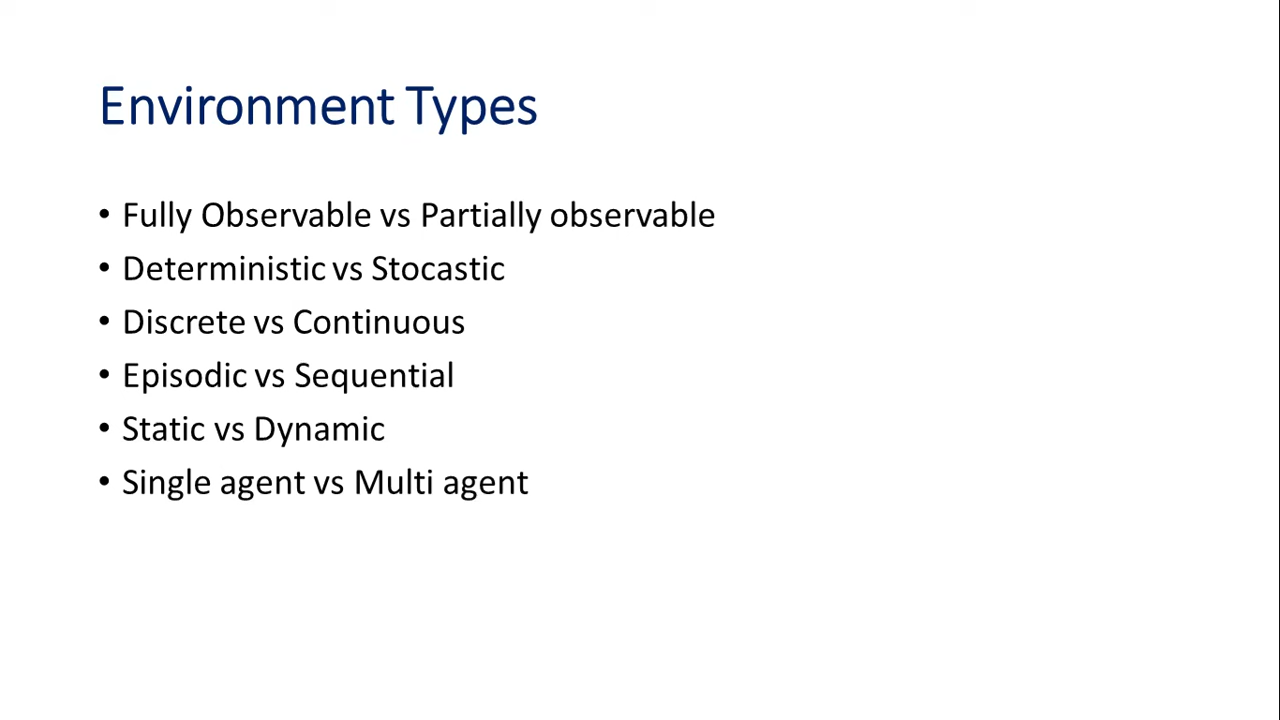 Environment Types
• Fully Observable vs Partially observable
• Deterministic vs Stocastic
• Discrete vs Continuous
• Episodic vs Sequential
• Static vs Dynamic
• Single agent vs Multi agent